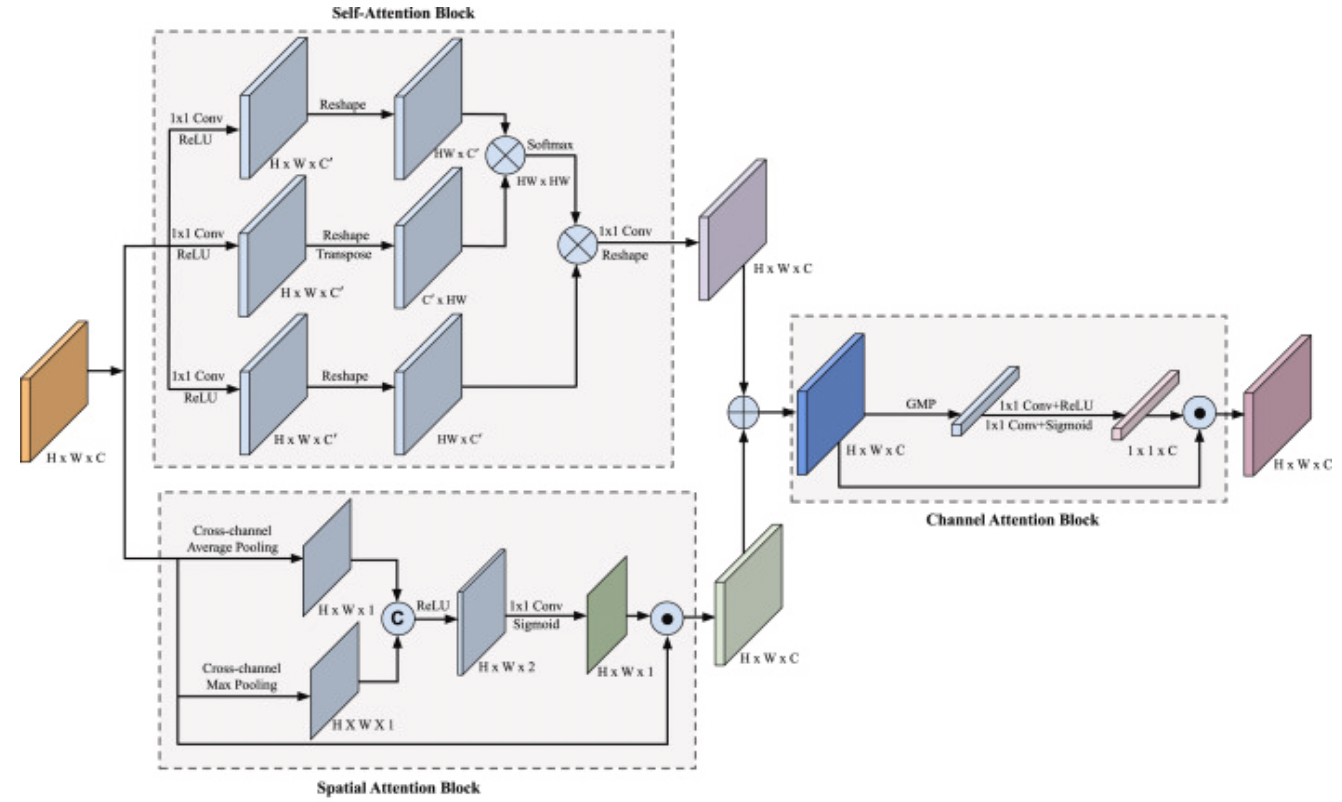 Self-Attention Block
1x1 Conv
ReLU
H x W x C'
Reshape
HW x C'
Softmax
HW x HW
1x1 Conv
ReLU
H x W x C'
Reshape
Transpose
C' x HW
1x1 Conv
Reshape
H x W x C
1x1 Conv
ReLU
H x W x C'
Reshape
HW x C'
H x W x C
Cross-channel
Average Pooling
H x W x 1
Cross-channel
Max Pooling
H X W X 1
C
ReLU
H x W x 2
1x1 Conv
Sigmoid
H x W x 1
H x W x C
Spatial Attention Block
H x W x C
GMP
1x1 Conv+ReLU
1x1 Conv+Sigmoid
1 x 1 x C
H x W x C
Channel Attention Block